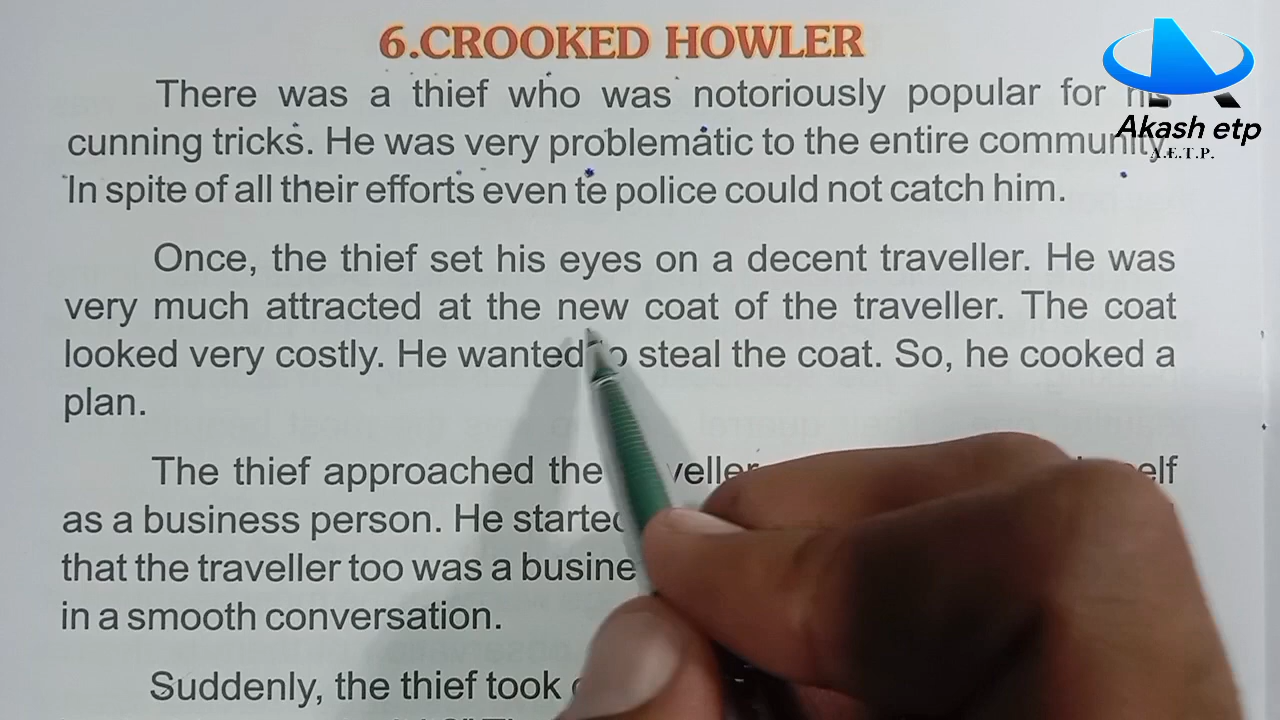 6.CROOKED HOWLER
There was a thief who was notoriously popular for his
cunning tricks. He was very problematic to the entire community.
In spite of all their efforts even te police could not catch him.
Once, the thief set his eyes on a decent traveller. He was
very much attracted at the new coat of the traveller. The coat
looked very costly. He wanted to steal the coat. So, he cooked a
plan.
The thief approached the
as a business person. He started
that the traveller too was a
in a smooth conversation.
Suddenly, the thief took
Akash etp
A.E.T.P.